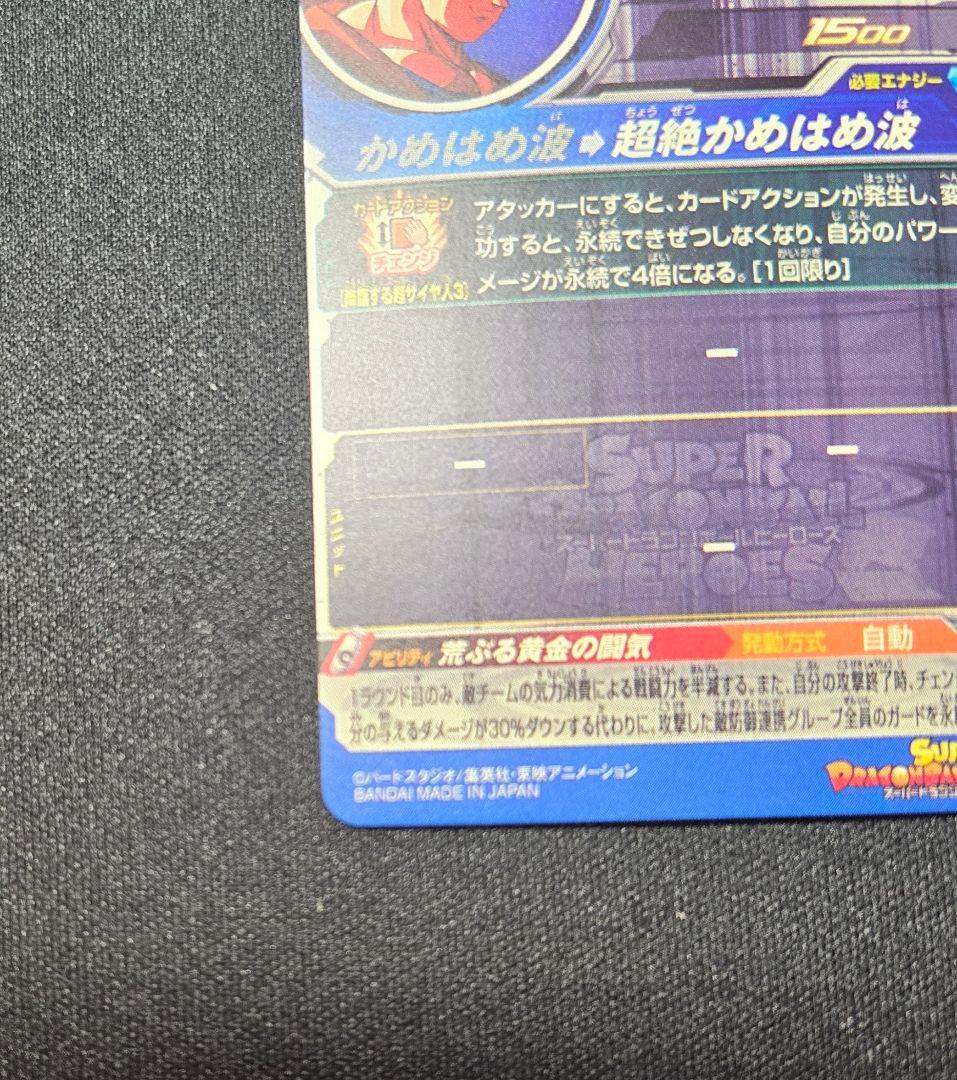 1500
必要エナジー
かめはめ波➡超絶かめはめ波
カードアクション
チェンジ
アタッカーにすると、カードアクションが発生し、変
功すると、永続できぜつしなくなり、自分のパワー
メージが永続で4倍になる。[1回限り]
する超サイヤ人3]
ー
ー
ー
ー
ユニット
SUPER
DRAGONBALL
スーパードラゴンボールヒーローズ
HEROES
アビリティ 荒ぶる黄金の闘気 発動方式 自動
1ラウンド目のみ、敵チームの気力消費による戦闘力を半減する。また、自分の攻撃終了時、チェン
分の与えるダメージが30%ダウンする代わりに、攻撃した敵防御連携グループ全員のガードを永
©バードスタジオ/集英社・東映アニメーション
BANDAI MADE IN JAPAN
SUP
DRAGONBA
スーパードラゴン